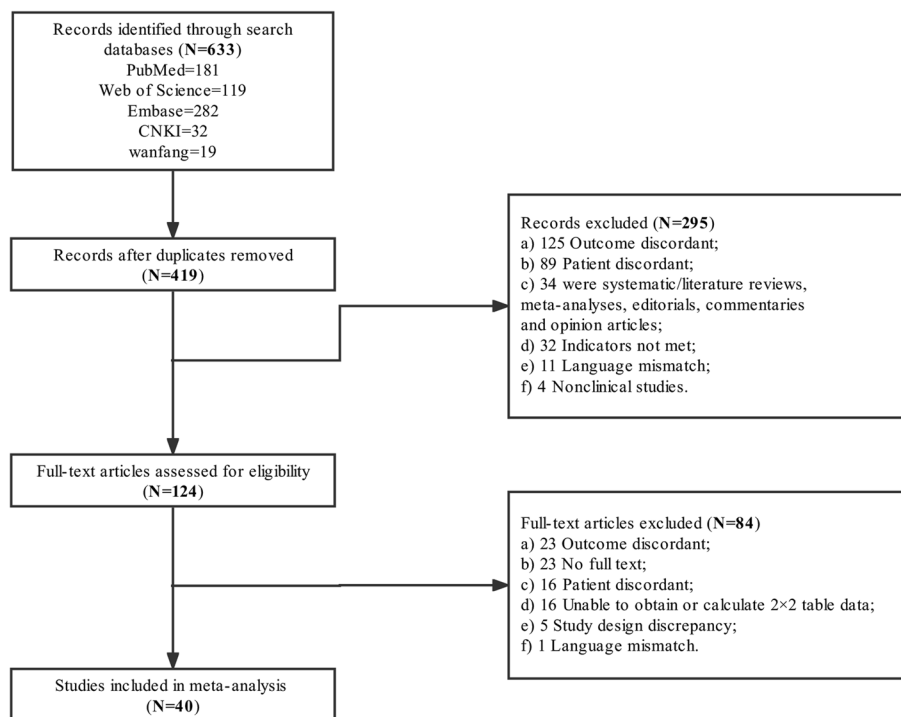 Records identified through search
databases (N=633)
PubMed=181
Web of Science=119
Embase=282
CNKI=32
wanfang=19
Records after duplicates removed
(N=419)
Records excluded (N=295)
a) 125 Outcome discordant;
b) 89 Patient discordant;
c) 34 were systematic/literature reviews,
meta-analyses, editorials, commentaries
and opinion articles;
d) 32 Indicators not met;
e) 11 Language mismatch;
f) 4 Nonclinical studies.
Full-text articles assessed for eligibility
(N=124)
Full-text articles excluded (N=84)
a) 23 Outcome discordant;
b) 23 No full text;
c) 16 Patient discordant;
d) 16 Unable to obtain or calculate 2×2 table data;
e) 5 Study design discrepancy;
f) 1 Language mismatch.
Studies included in meta-analysis
(N=40)